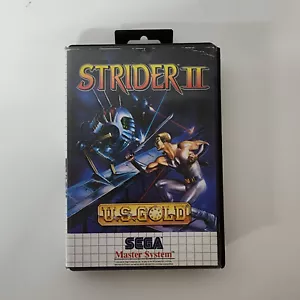 STRIDER II
U.S. GOLD
SEGA
Master System